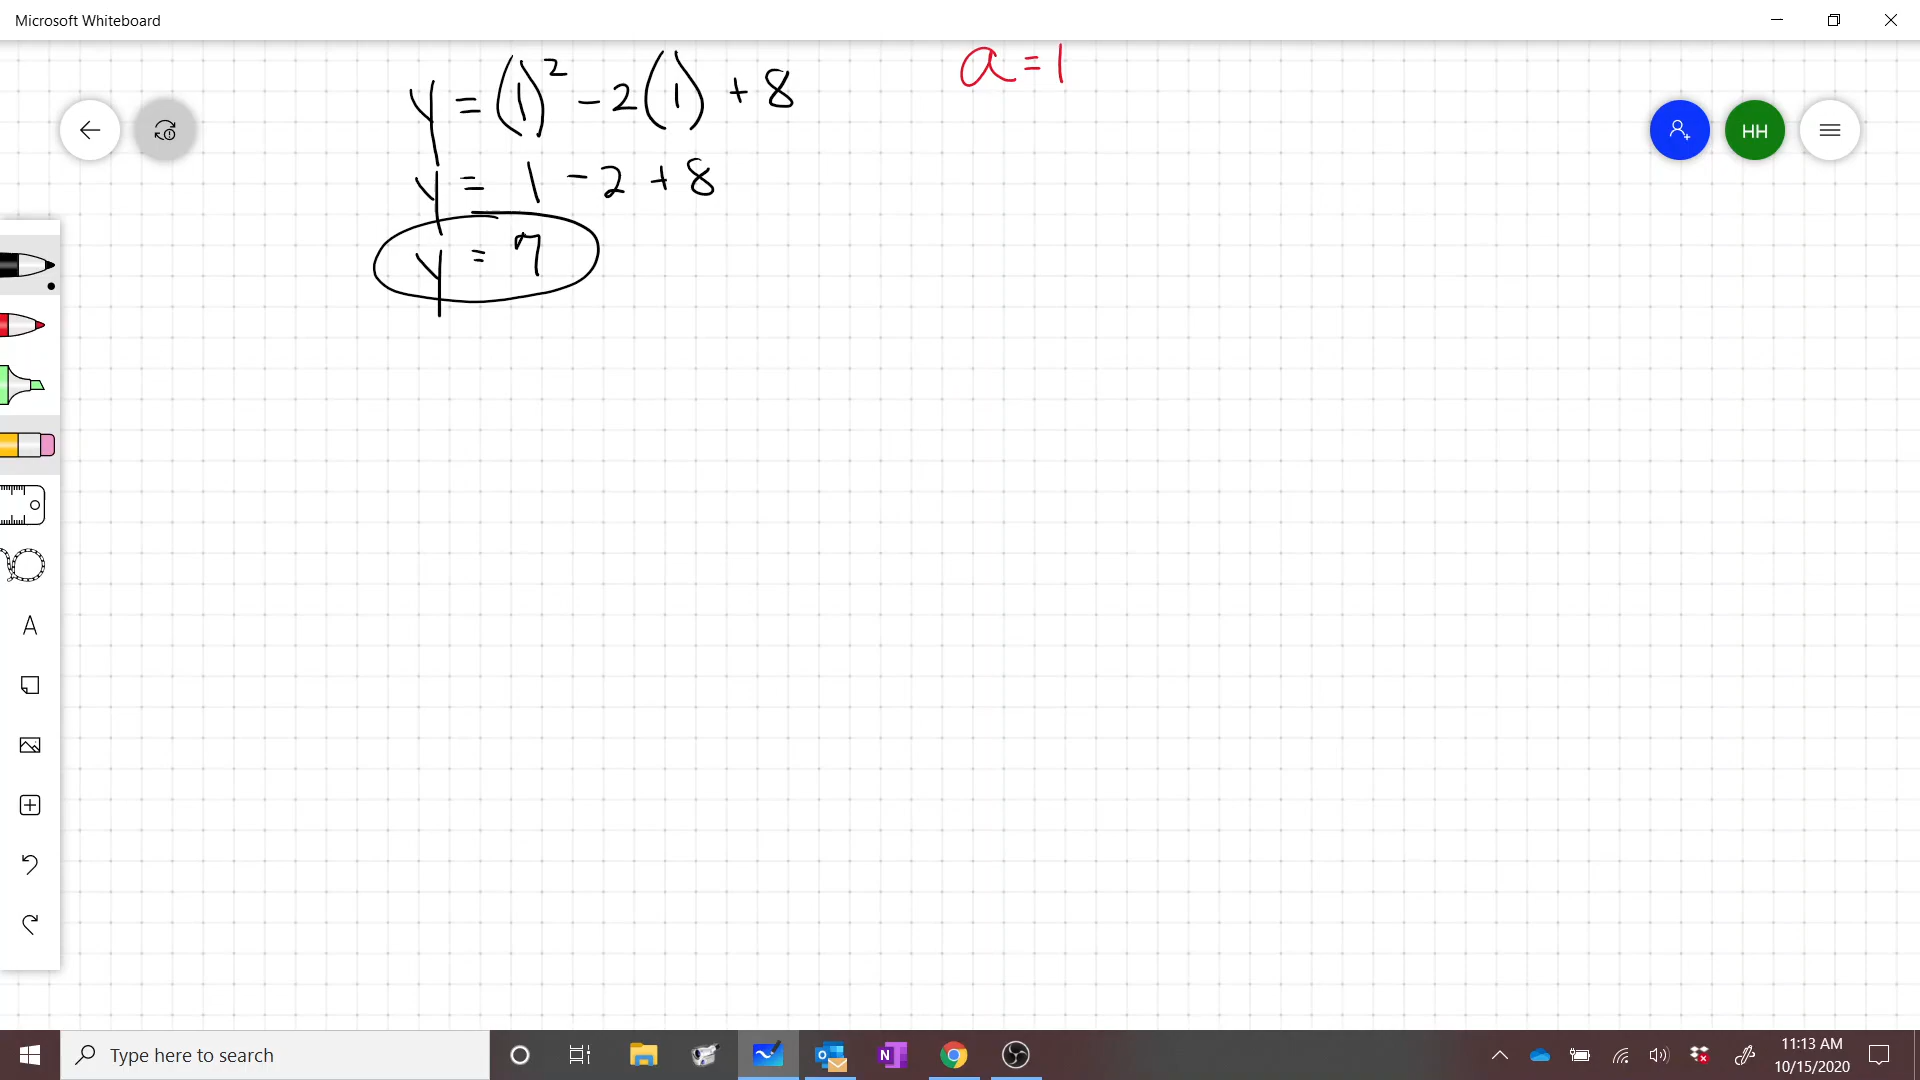 Microsoft Whiteboard
y = (1)² - 2(1) + 8
a = 1
HH
y = 1 - 2 + 8
y = 7
A
Type here to search
N
11:13 AM
10/15/2020